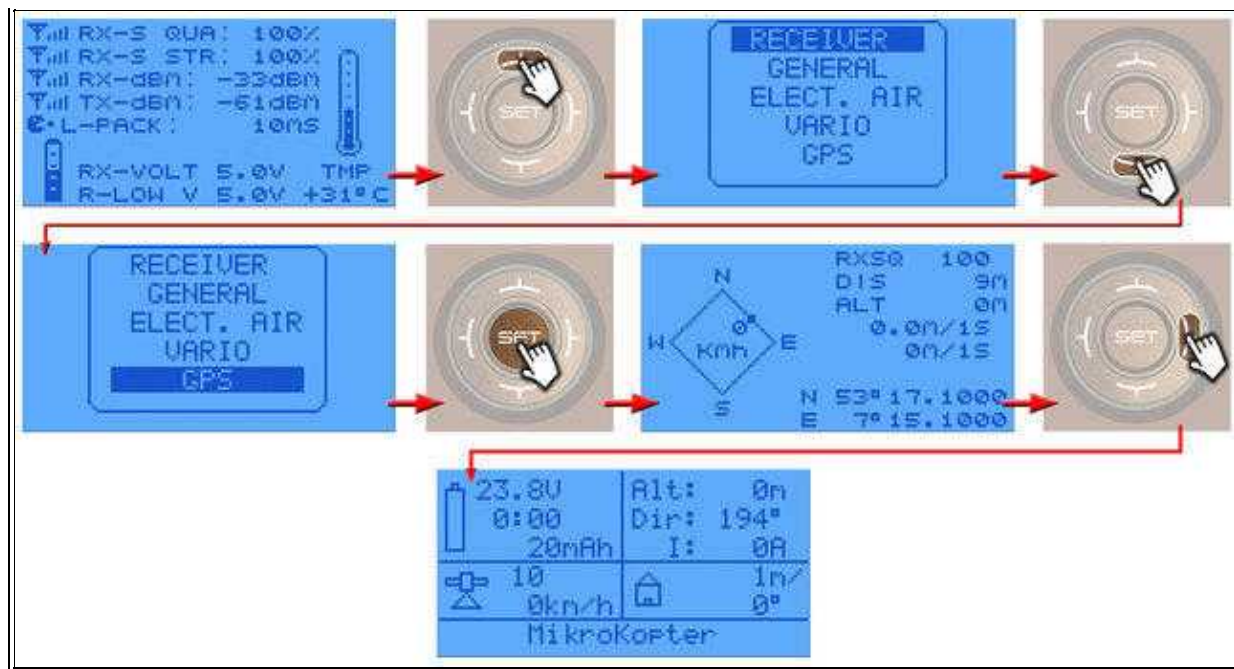 RX-S QUA: 100%
RX-S STR: 100%
RX-dBm: -33dBm
TX-dBm: -61dBm
L-PACK: 10ms
RX-VOLT 5.0V TMP
R-LOW V 5.0V +31°C
SET
RECEIVER
GENERAL
ELECT. AIR
VARIO
GPS
SET
RECEIVER
GENERAL
ELECT. AIR
VARIO
GPS
SET
N
W E
S
0°
Kmh
RXSQ 100
DIS 9m
ALT 0m
0.0m/1S
0m/1S
N 53°17.1000
E 7°15.1000
SET
23.8V
0:00
20mAh
Alt: 0m
Dir: 194°
I: 0A
10
0km/h
1m/
0°
MikroKopter